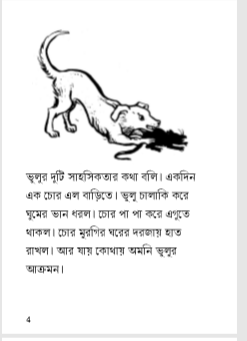 ভুলুর দুটি সাহসিকতার কথা বলি। একদিন
এক চোর এল বাড়িতে। ভুলু চালাকি করে
ঘুমের ভান ধরল। চোর পা পা করে এগুতে
থাকল। চোর মুরগির ঘরের দরজায় হাত
রাখল। আর যায় কোথায় অমনি ভুলুর
আক্রমন।
4